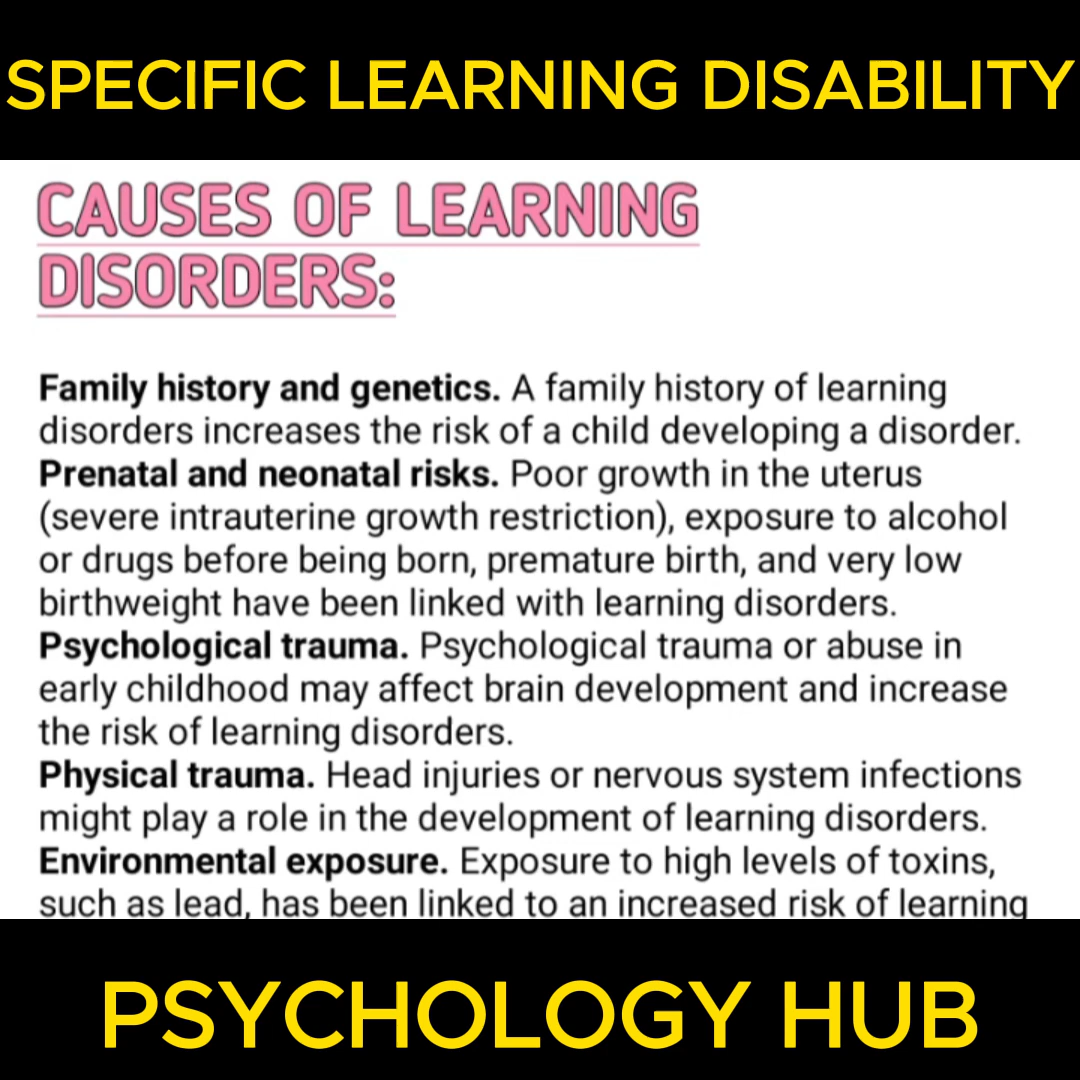 SPECIFIC LEARNING DISABILITY
CAUSES OF LEARNING
DISORDERS:
Family history and genetics. A family history of learning
disorders increases the risk of a child developing a disorder.
Prenatal and neonatal risks. Poor growth in the uterus
(severe intrauterine growth restriction), exposure to alcohol
or drugs before being born, premature birth, and very low
birthweight have been linked with learning disorders.
Psychological trauma. Psychological trauma or abuse in
early childhood may affect brain development and increase
the risk of learning disorders.
Physical trauma. Head injuries or nervous system infections
might play a role in the development of learning disorders.
Environmental exposure. Exposure to high levels of toxins,
such as lead, has been linked to an increased risk of learning
PSYCHOLOGY HUB